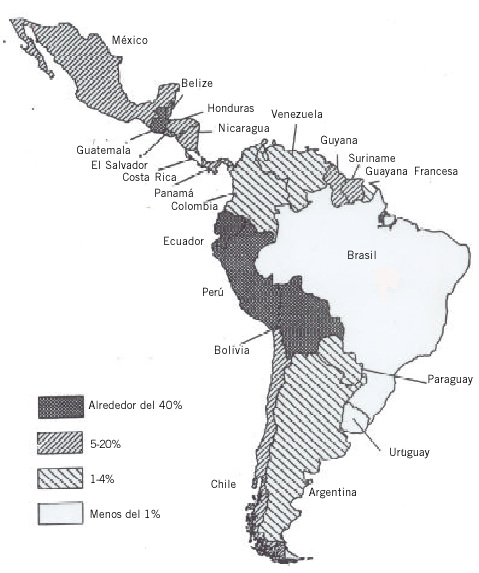 México
Belize
Honduras
Venezuela
Nicaragua
Guyana
Guatemala
Suriname
El Salvador
Guayana Francesa
Costa Rica
Panamá
Colombia
Ecuador
Brasil
Perú
Bolivia
Paraguay
Alrededor del 40%
5-20%
Uruguay
1-4%
Chile
Argentina
Menos del 1%